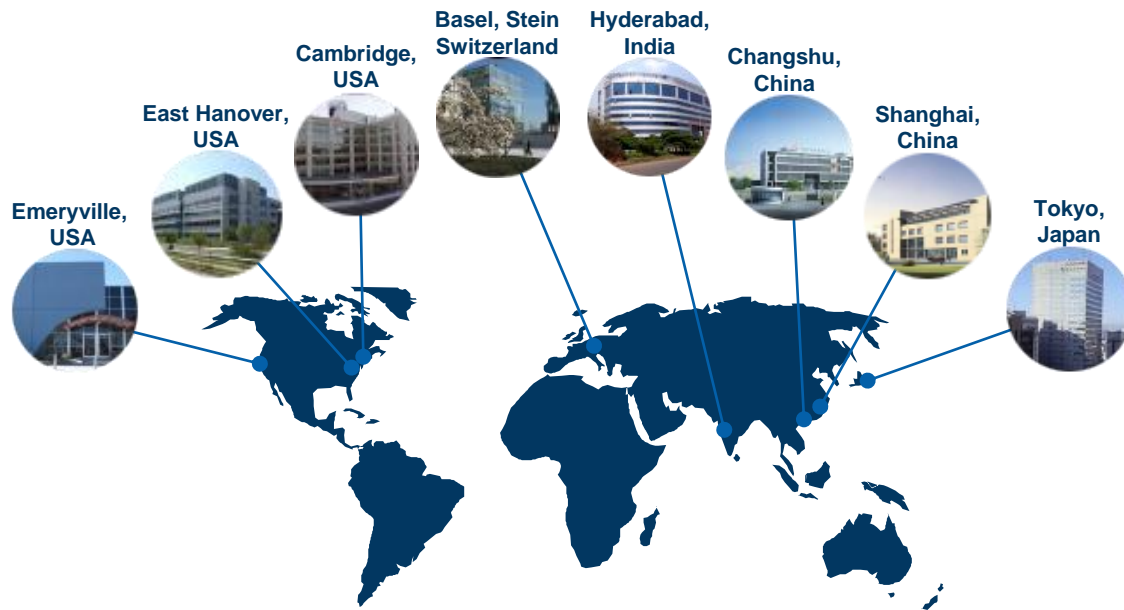 Basel, Stein
Switzerland
Hyderabad,
India
Cambridge,
USA
Changshu,
China
East Hanover,
USA
Shanghai,
China
Emeryville,
USA
Tokyo,
Japan